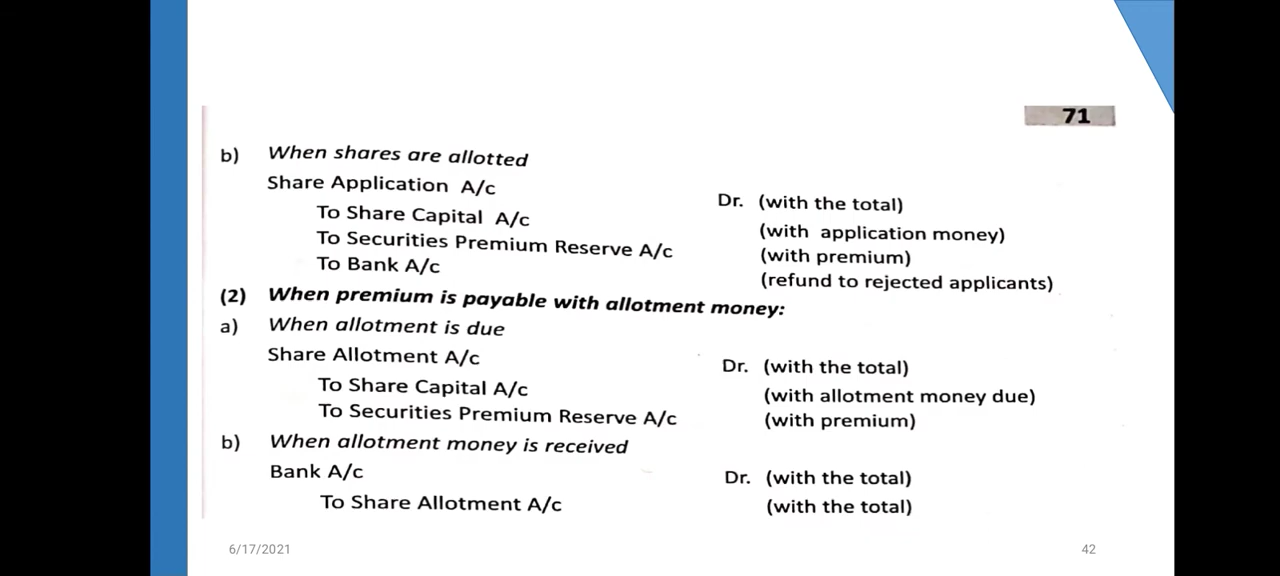 71
b) When shares are allotted
Share Application A/c Dr. (with the total)
To Share Capital A/c (with application money)
To Securities Premium Reserve A/c (with premium)
To Bank A/c (refund to rejected applicants)
(2) When premium is payable with allotment money:
a) When allotment is due
Share Allotment A/c Dr. (with the total)
To Share Capital A/c (with allotment money due)
To Securities Premium Reserve A/c (with premium)
b) When allotment money is received
Bank A/c Dr. (with the total)
To Share Allotment A/c (with the total)
6/17/2021 42